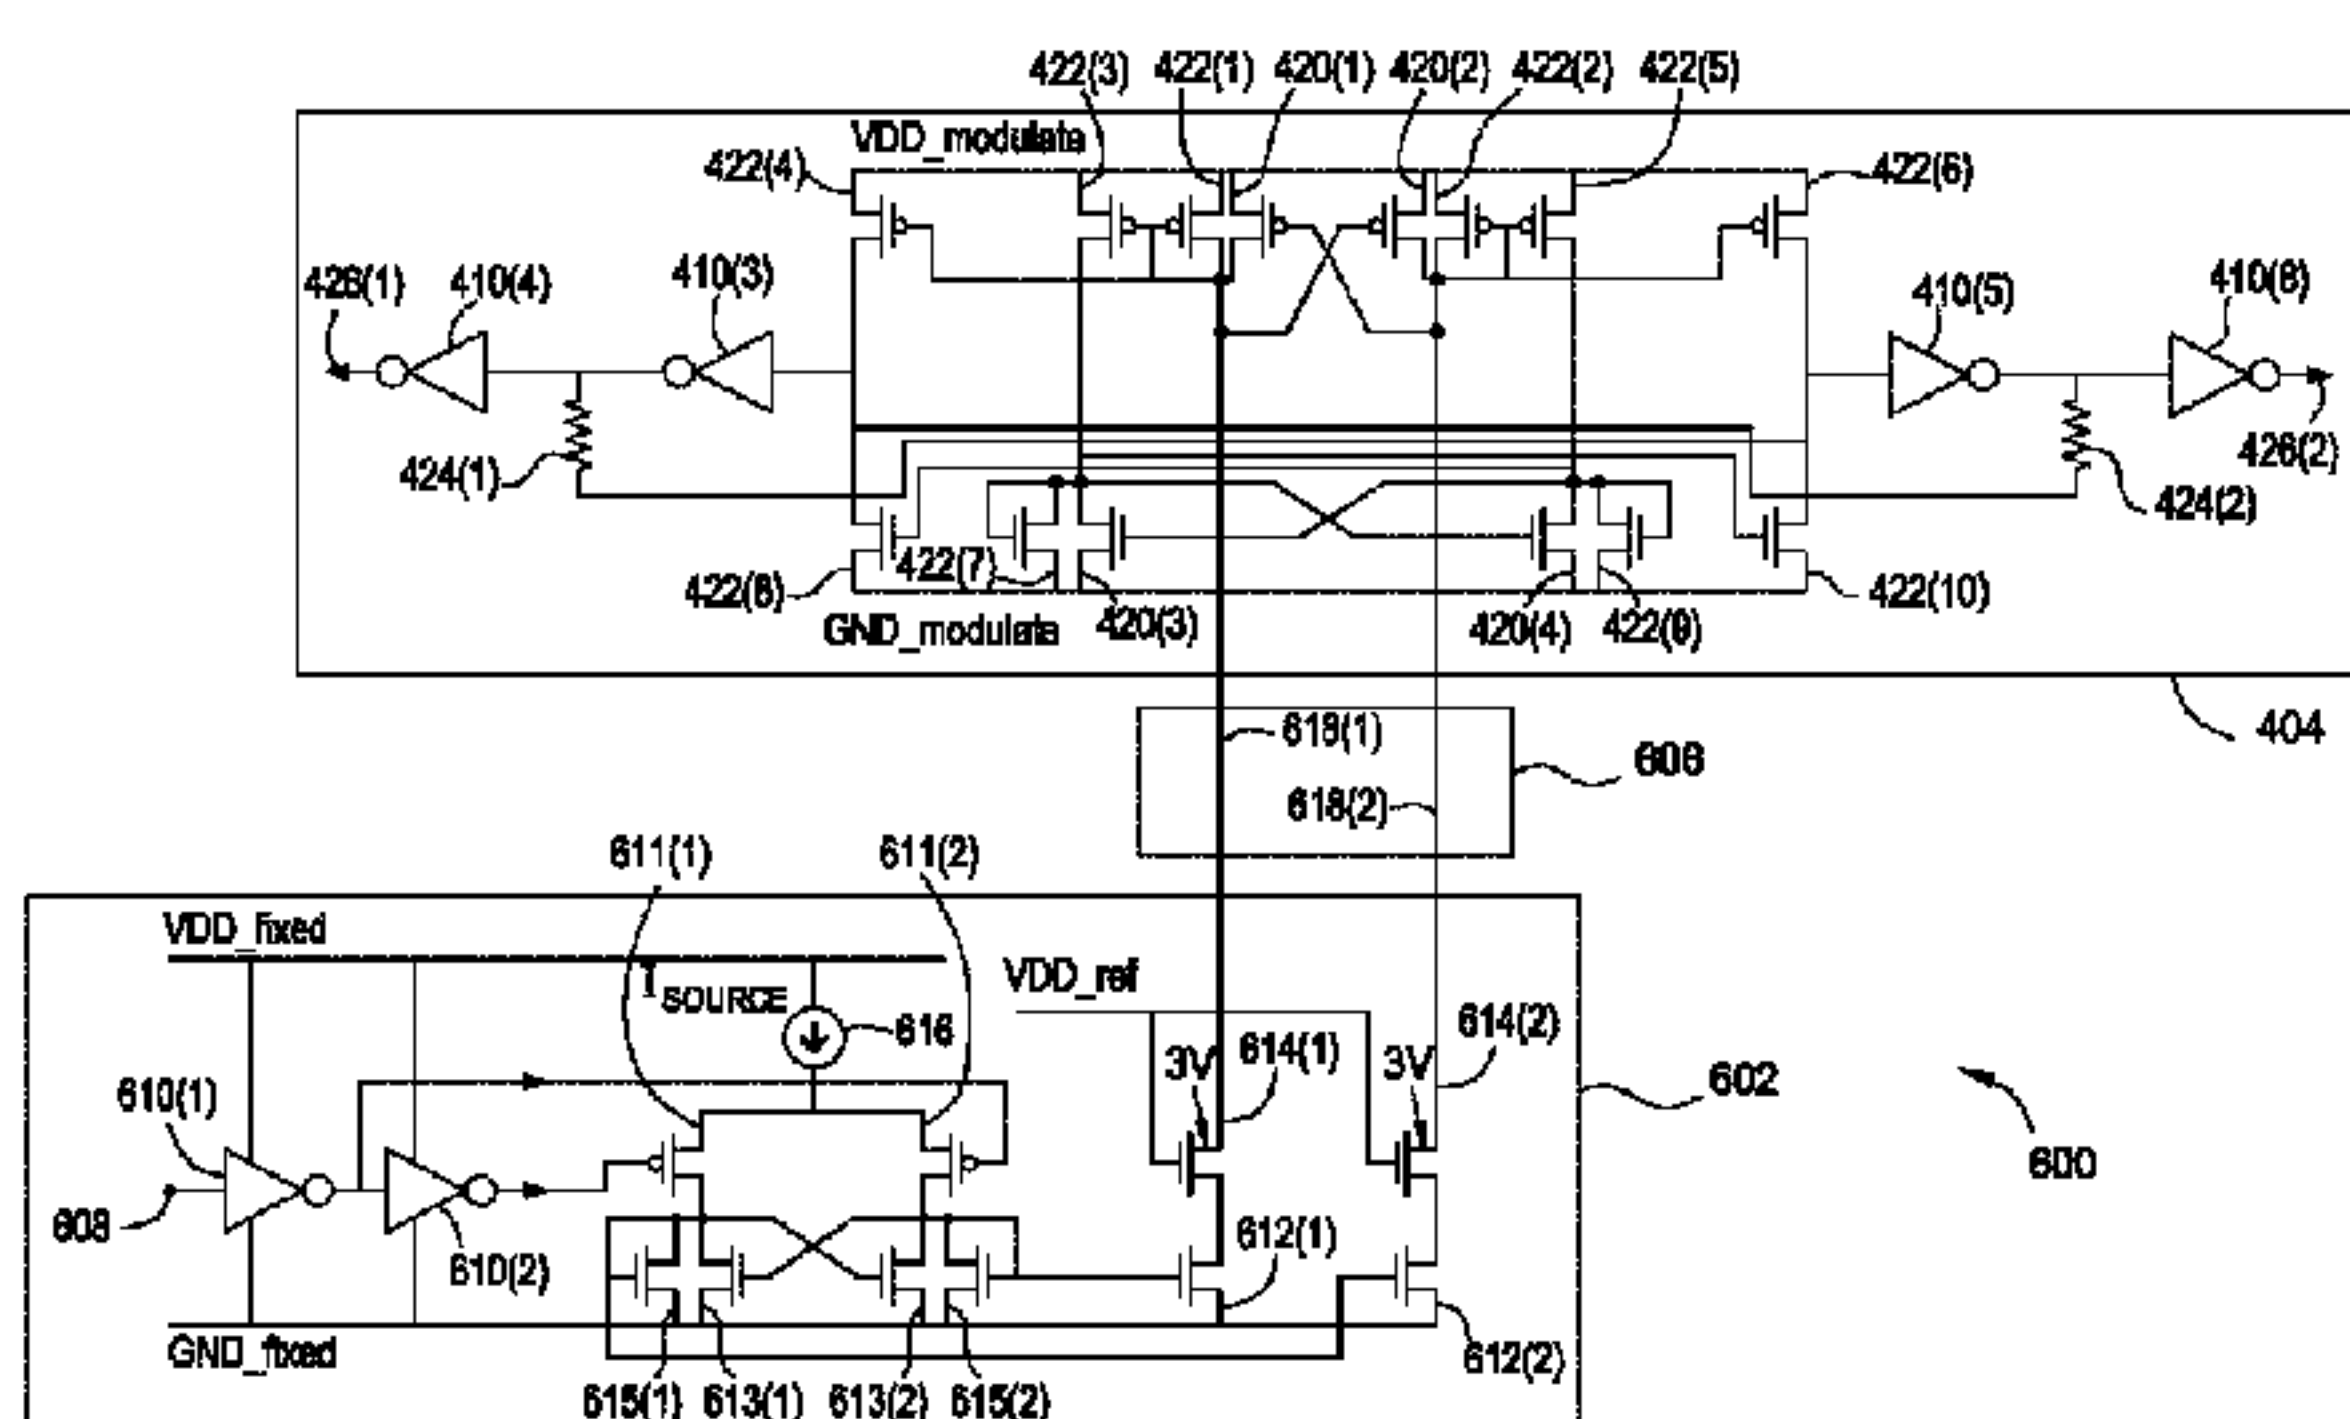 422(3) 422(1) 420(1) 420(2) 422(2) 422(5)
VDD_modulate
422(4)
422(6)
426(1) 410(4) 410(3)
410(5) 410(6)
424(1)
426(2)
424(2)
422(8) 422(7)
422(10)
GND_modulate 420(3) 420(4) 422(9)
404
618(1)
606
618(2)
611(1) 611(2)
VDD_fixed
I SOURCE
616
VDD_ref
3V 614(1) 3V 614(2)
602
610(1)
600
608
610(2)
612(1)
GND_fixed
612(2)
615(1) 613(1) 613(2) 615(2)